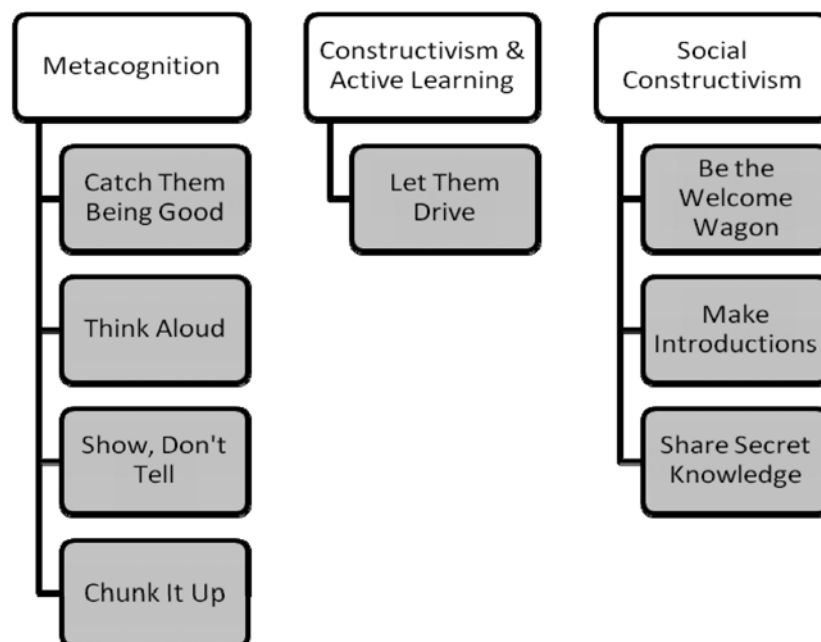 Metacognition
Catch Them
Being Good
Think Aloud
Show, Don't
Tell
Chunk It Up
Constructivism &
Active Learning
Let Them
Drive
Social
Constructivism
Be the
Welcome
Wagon
Make
Introductions
Share Secret
Knowledge